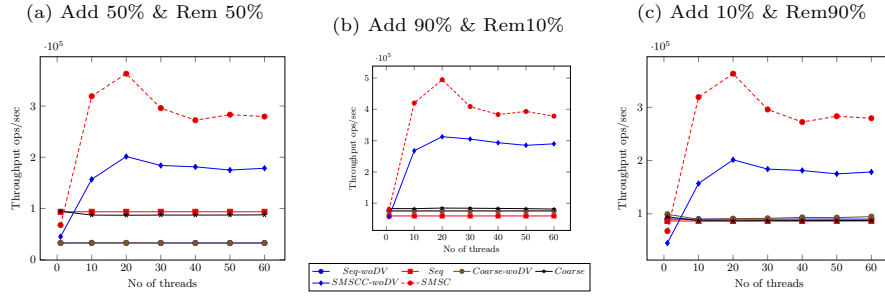 (a) Add 50% & Rem 50%
·10^5
Throughput ops/sec
3
2
1
0
0 10 20 30 40 50 60
No of threads
(b) Add 90% & Rem10%
·10^5
Throughput ops/sec
5
4
3
2
1
0 10 20 30 40 50 60
No of threads
Seq-woDV Seq Coarse-woDV Coarse
SMSCC-woDV SMSC
(c) Add 10% & Rem90%
·10^5
Throughput ops/sec
3
2
1
0 10 20 30 40 50 60
No of threads